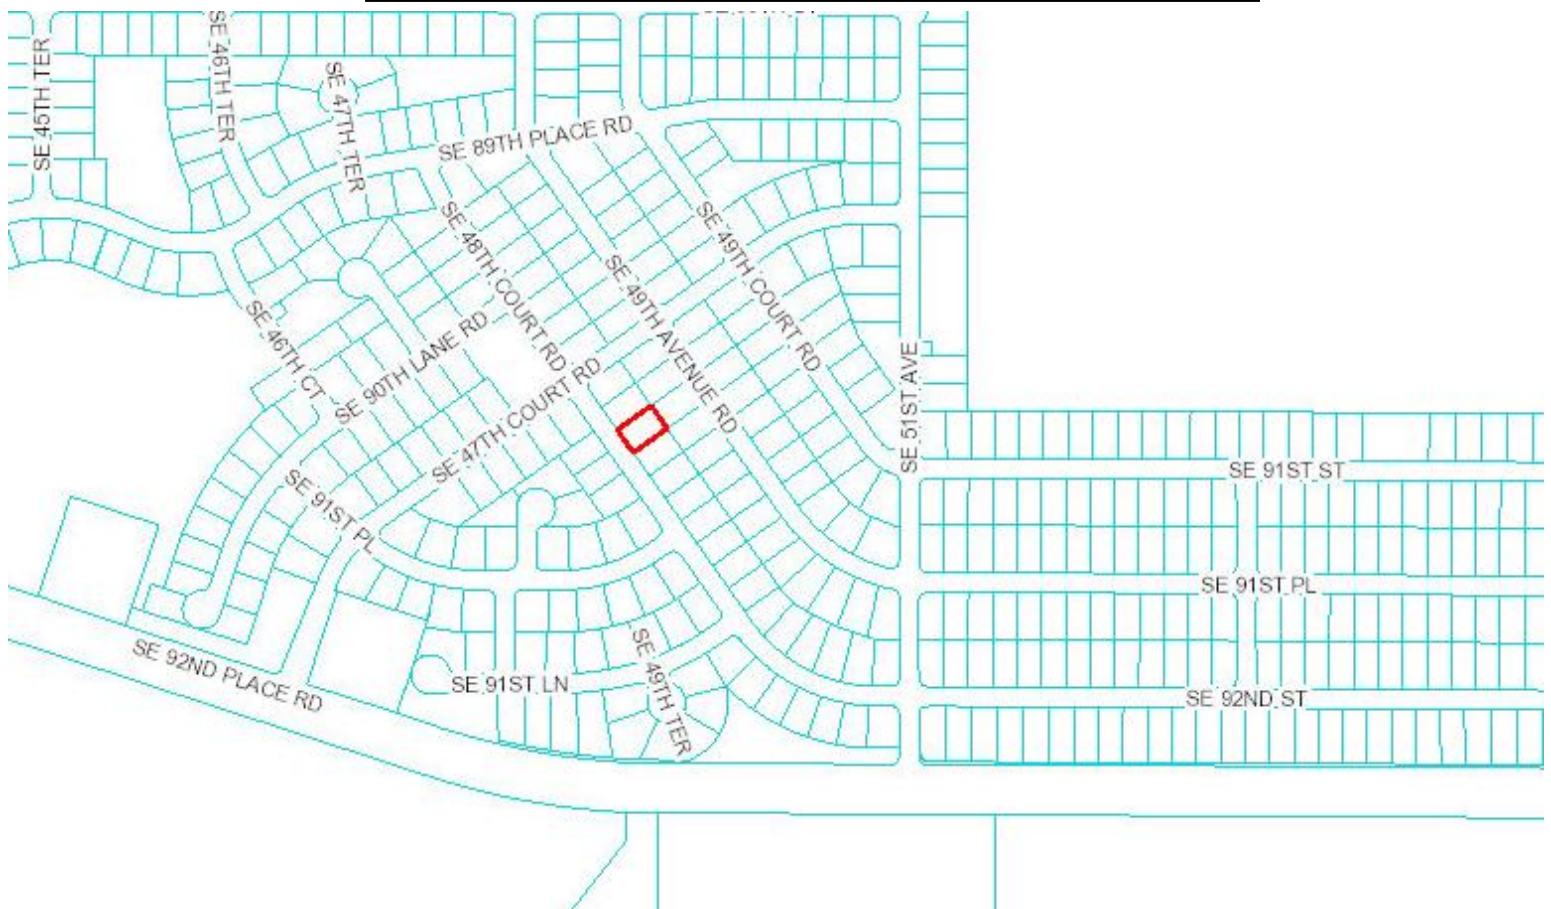 SE 45TH TER
SE 46TH TER
SE 47TH TER
SE 89TH PLACE RD
SE 48TH COURT RD
SE 49TH COURT RD
SE 49TH AVENUE RD
SE 46TH CT
SE 90TH LANE RD
SE 47TH COURT RD
SE 51ST AVE
SE 91ST ST
SE 91ST PL
SE 91ST PL
SE 92ND PLACE RD
SE 91ST LN
SE 49TH TER
SE 92ND ST